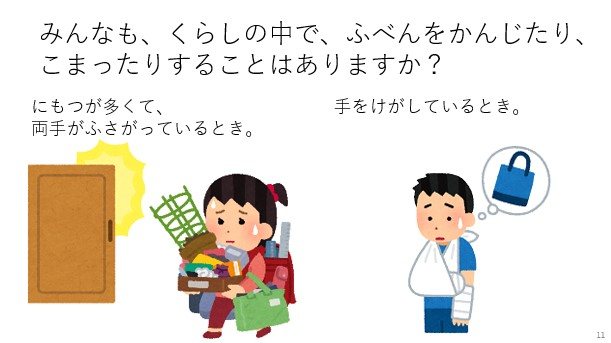 みんなも、くらしの中で、ふべんをかんじたり、
こまったりすることはありますか？
にもつが多くて、
両手がふさがっているとき。
手をけがしているとき。
11